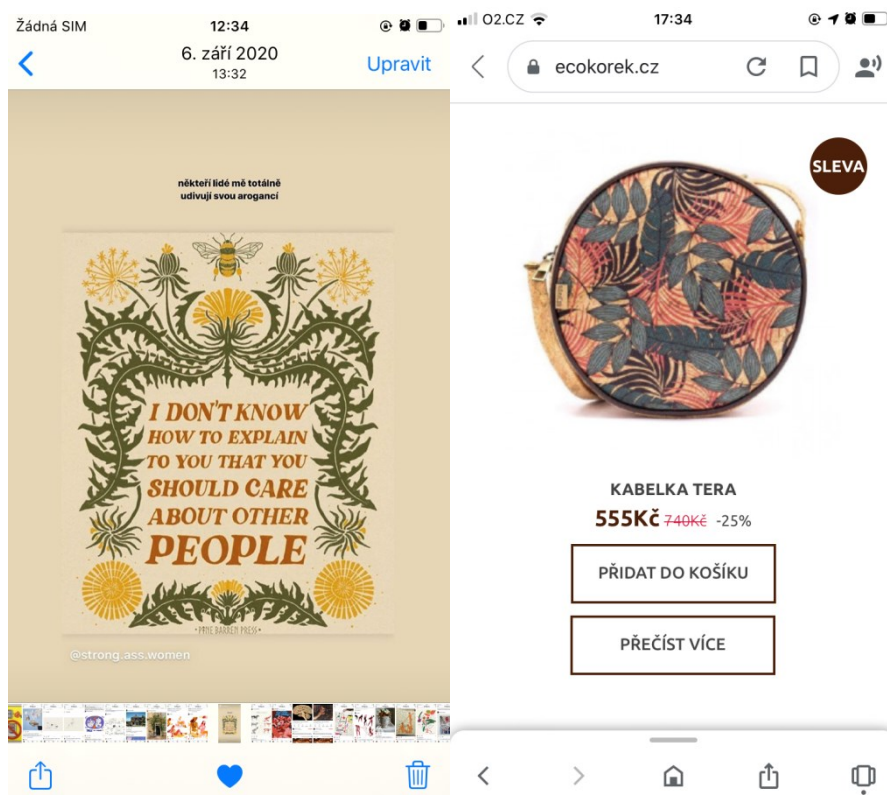 Žádná SIM
12:34
6. září 2020
13:32
Upravit
někteří lidé mě totálně
udivují svou arogancí
I DON'T KNOW
HOW TO EXPLAIN
TO YOU THAT YOU
SHOULD CARE
ABOUT OTHER
PEOPLE
•PINE BARREN PRESS•
@strong.ass.women
O2.CZ
17:34
ecokorek.cz
SLEVA
KABELKA TERA
555Kč 740Kč -25%
PŘIDAT DO KOŠÍKU
PŘEČÍST VÍCE